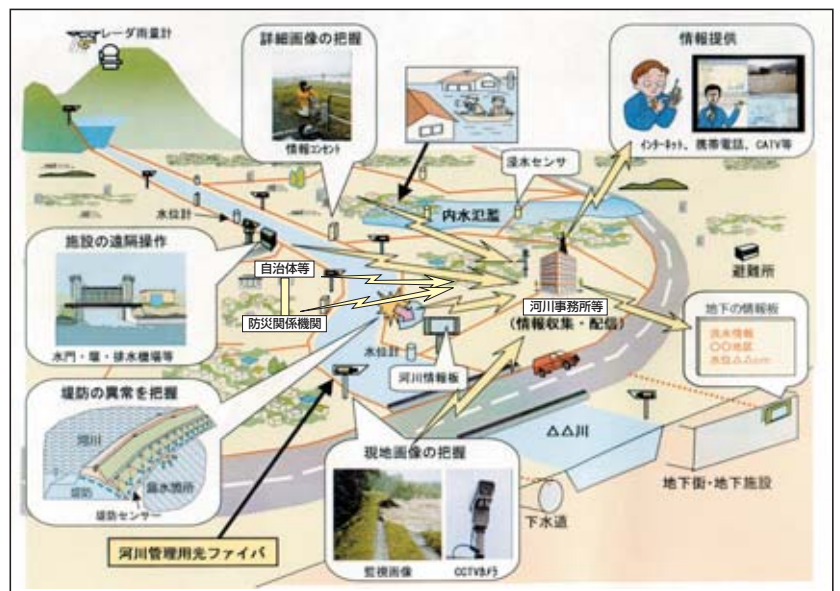 レーダ雨量計
詳細画像の把握
情報コンセント
情報提供
インターネット、携帯電話、CATV等
浸水センサ
内水氾濫
水位計
施設の遠隔操作
水門・堰・排水機場等
自治体等
防災関係機関
河川事務所等
(情報収集・配信)
避難所
地下の情報板
洪水情報
〇〇地区
水位△△cm
水位計
河川情報板
堤防の異常を把握
河川
堤防
漏水箇所
堤防センサー
△△川
現地画像の把握
監視画像
CCTVカメラ
下水道
地下街・地下施設
河川管理用光ファイバ